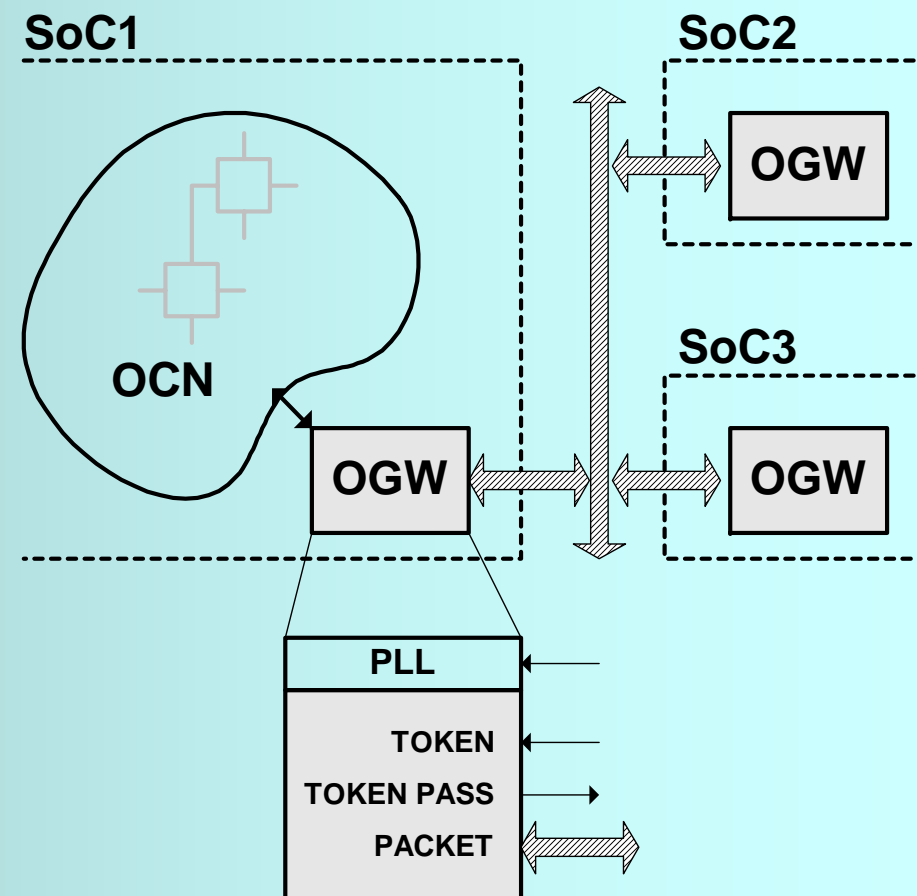 SoC1
SoC2
OGW
OCN
SoC3
OGW
OGW
PLL
TOKEN
TOKEN PASS
PACKET